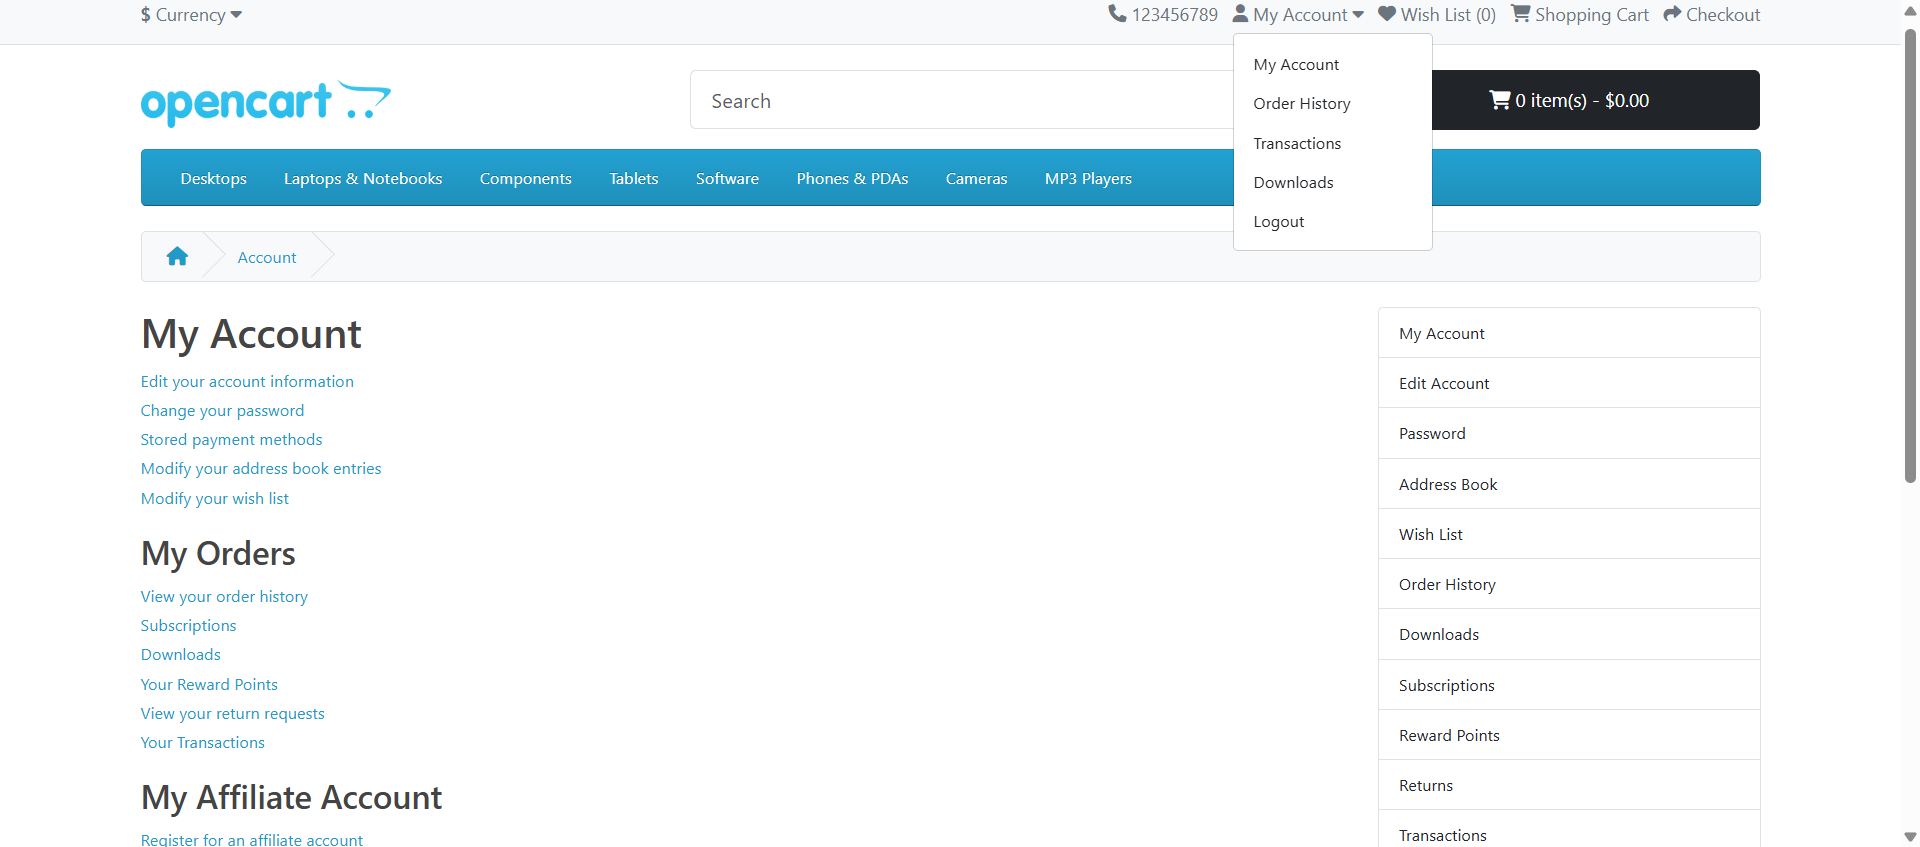 $ Currency
123456789 My Account Wish List (0) Shopping Cart Checkout
My Account
Order History
Transactions
Downloads
Logout
opencart
Search
0 item(s) - $0.00
Desktops Laptops & Notebooks Components Tablets Software Phones & PDAs Cameras MP3 Players
Account
My Account
Edit your account information
Change your password
Stored payment methods
Modify your address book entries
Modify your wish list
My Orders
View your order history
Subscriptions
Downloads
Your Reward Points
View your return requests
Your Transactions
My Affiliate Account
Register for an affiliate account
My Account
Edit Account
Password
Address Book
Wish List
Order History
Downloads
Subscriptions
Reward Points
Returns
Transactions